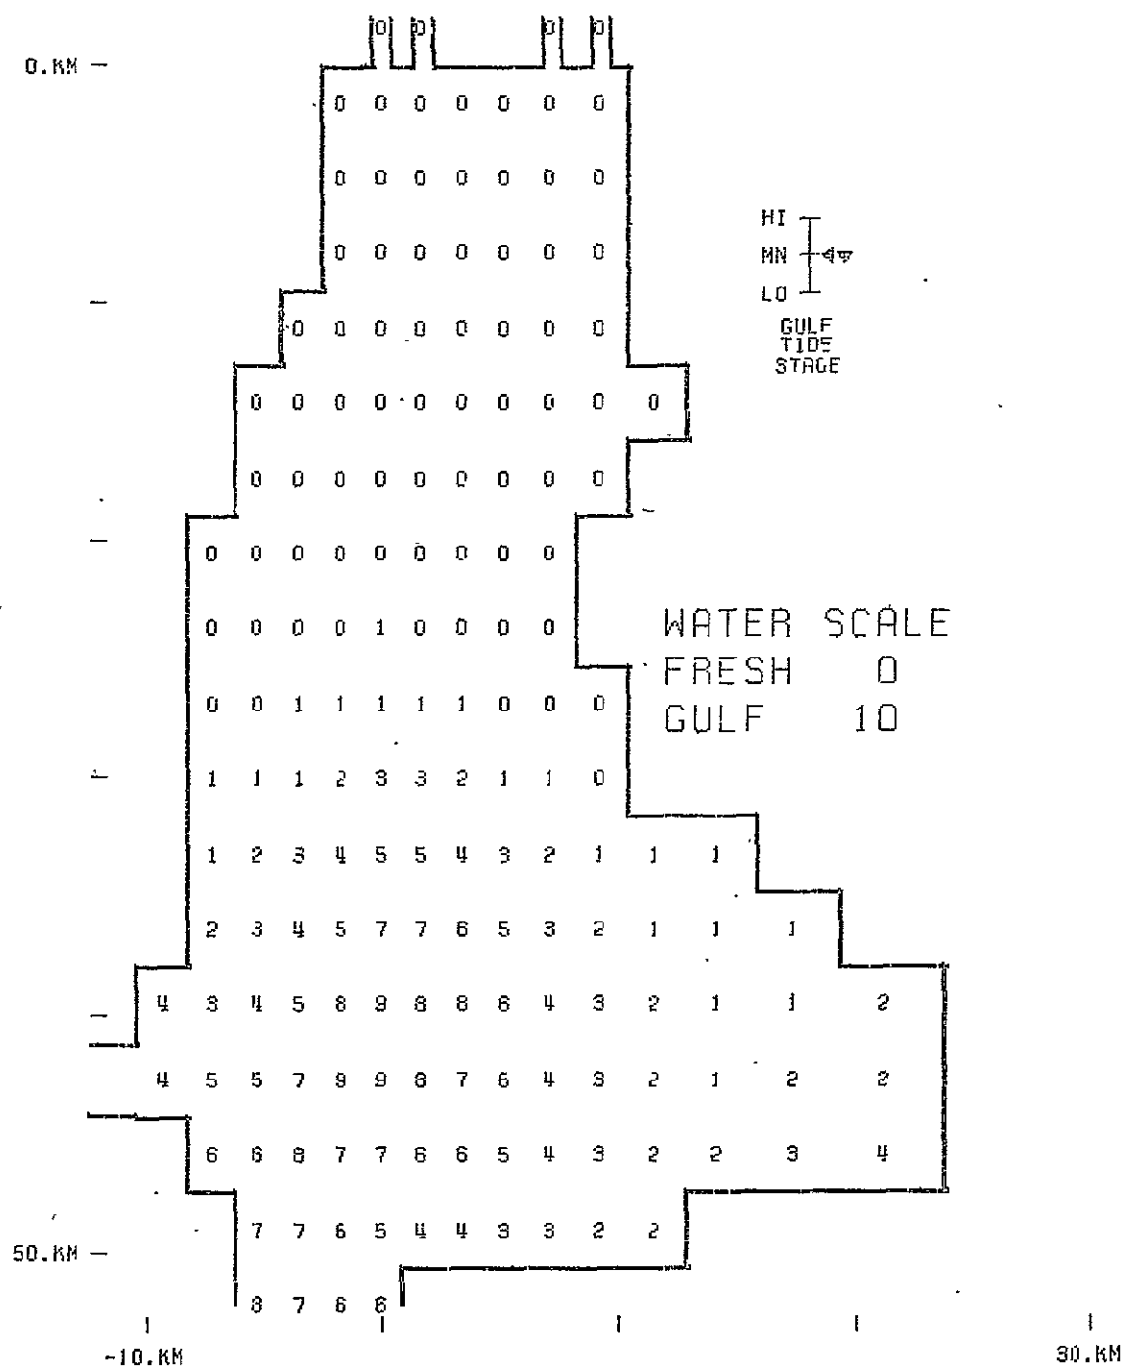 0 0 0 0
0.KM
0 0 0 0 0 0 0
0 0 0 0 0 0 0
HI
MN
LO
GULF
TIDE
STAGE
0 0 0 0 0 0 0
0 0 0 0 0 0 0 0
0 0 0 0 0 0 0 0 0 0
0 0 0 0 0 0 0 0 0
0 0 0 0 0 0 0 0 0
0 0 0 0 1 0 0 0 0
WATER SCALE
FRESH 0
GULF 10
0 0 1 1 1 1 1 0 0 0
1 1 1 2 3 3 2 1 1 0
1 2 3 4 5 5 4 3 2 1 1 1
2 3 4 5 7 7 6 5 3 2 1 1 1
4 3 4 5 8 9 8 8 6 4 3 2 1 1 2
4 5 5 7 9 9 8 7 6 4 3 2 1 2 2
6 6 8 7 7 6 6 5 4 3 2 2 3 4
7 7 6 5 4 4 3 3 2 2
50.KM
8 7 6 6
-10.KM
30.KM